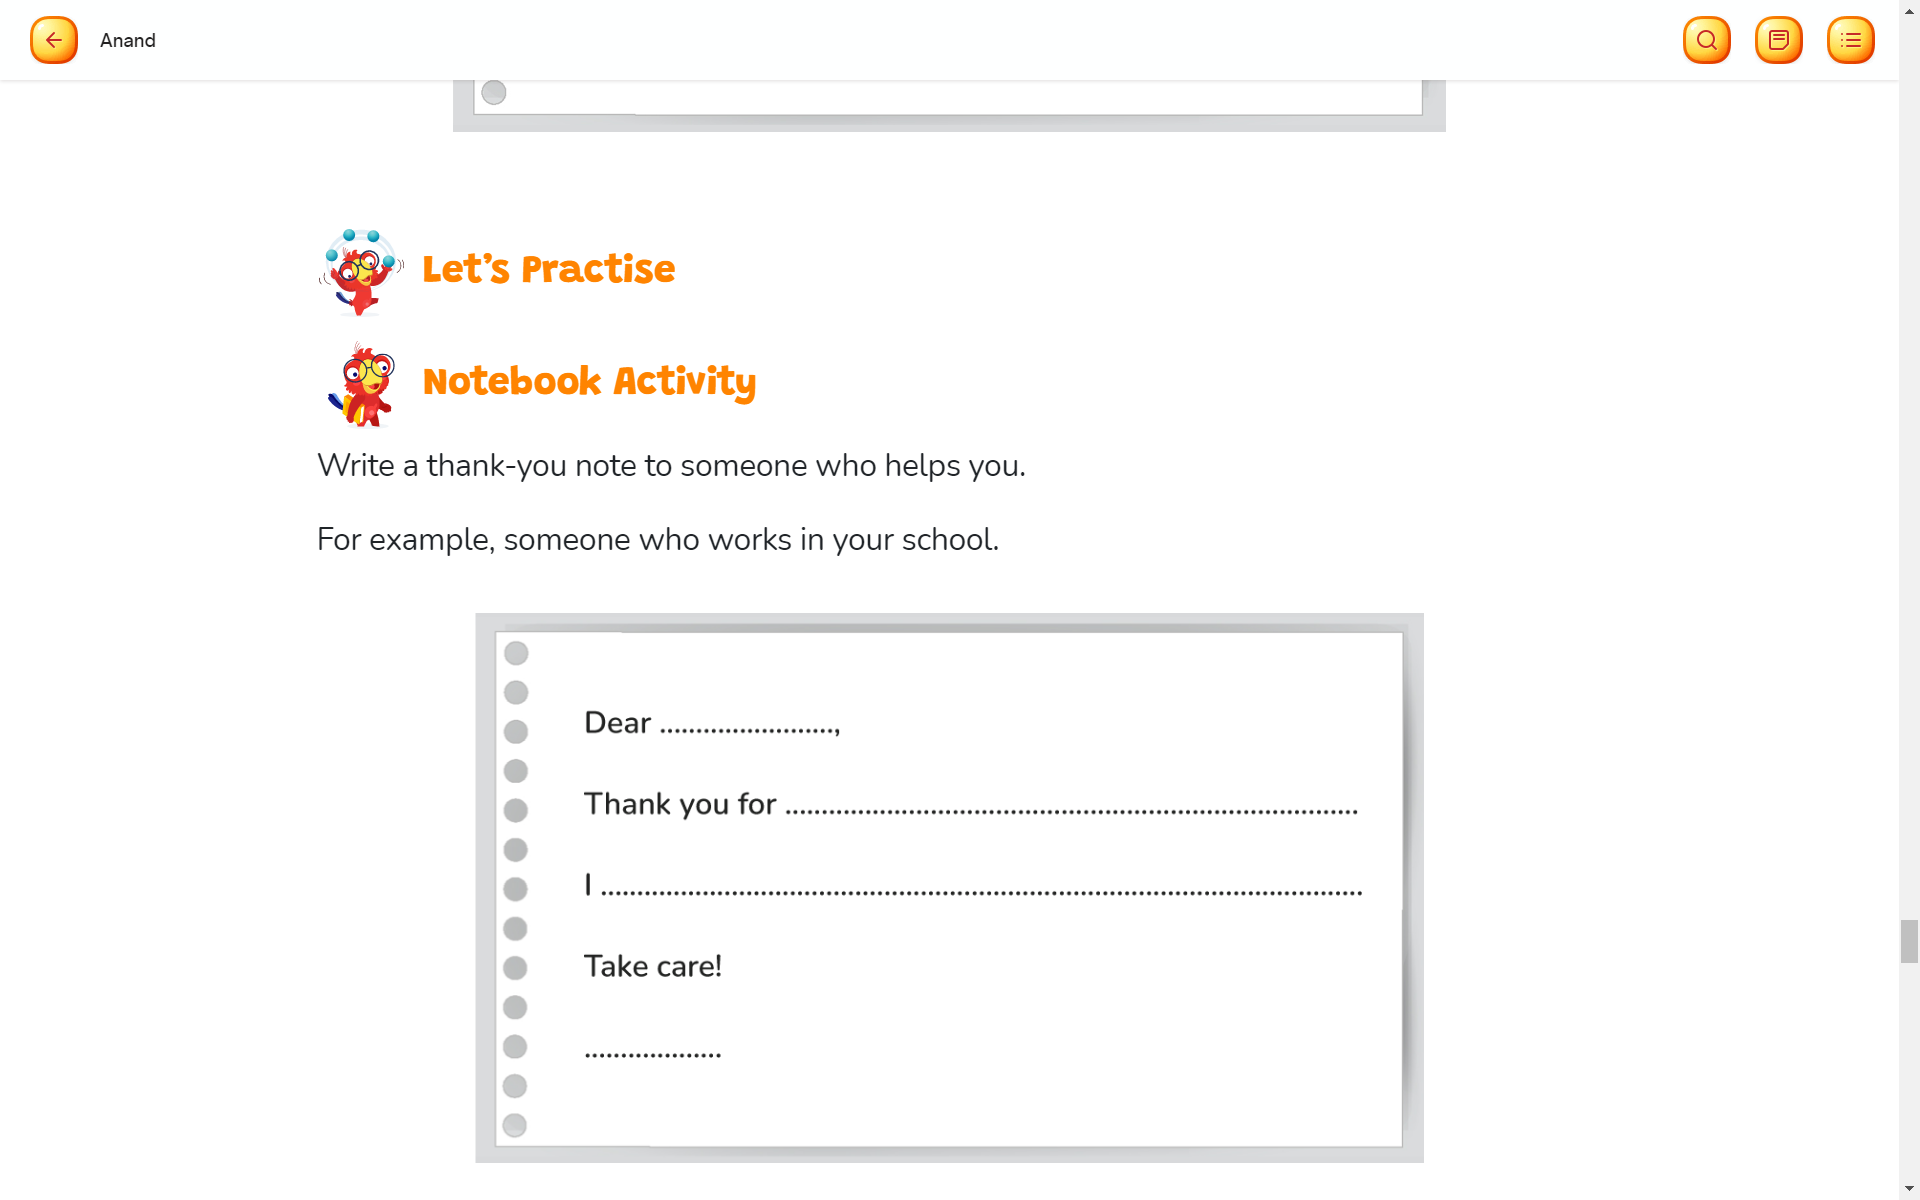 Anand
Let's Practise
Notebook Activity
Write a thank-you note to someone who helps you.
For example, someone who works in your school.
Dear ........................,
Thank you for ...............................................................................
I .........................................................................................................
Take care!
...................